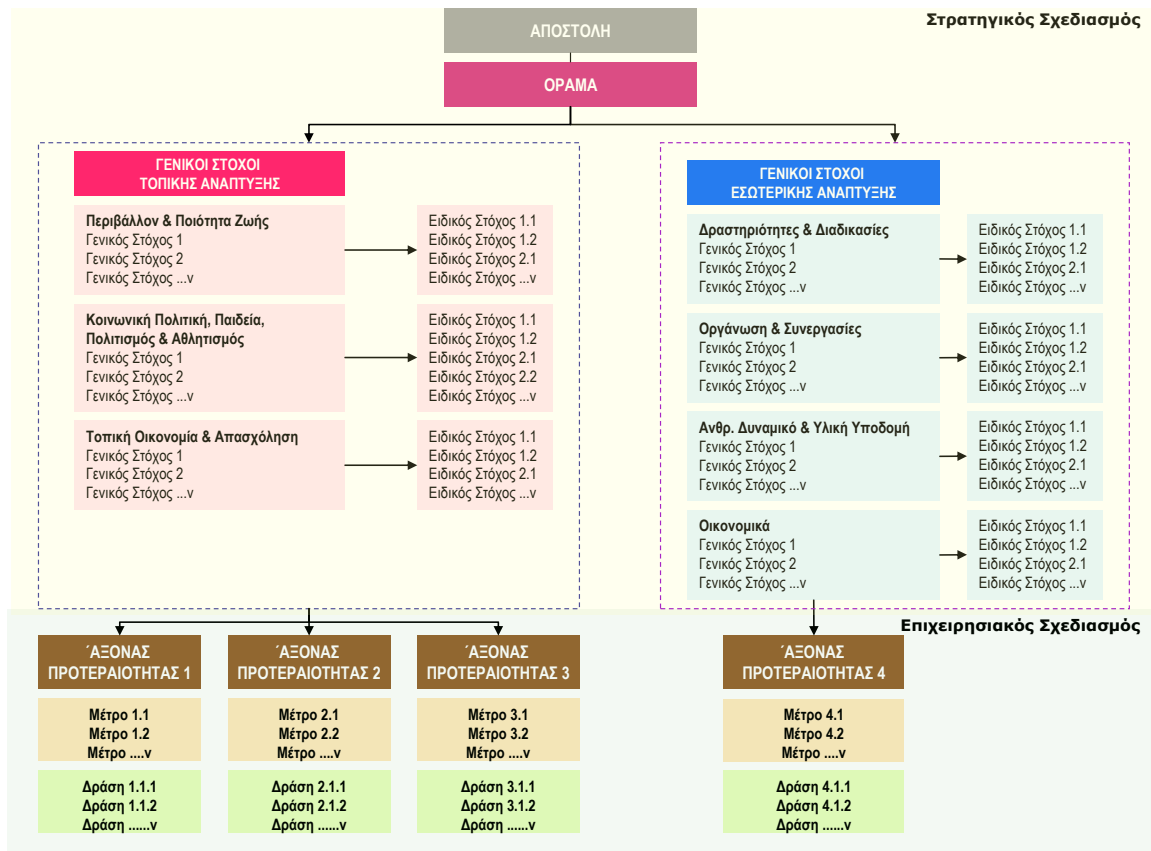 Στρατηγικός Σχεδιασμός
ΑΠΟΣΤΟΛΗ
ΟΡΑΜΑ
ΓΕΝΙΚΟΙ ΣΤΟΧΟΙ
ΤΟΠΙΚΗΣ ΑΝΑΠΤΥΞΗΣ
Περιβάλλον & Ποιότητα Ζωής
Γενικός Στόχος 1
Γενικός Στόχος 2
Γενικός Στόχος ...ν
Ειδικός Στόχος 1.1
Ειδικός Στόχος 1.2
Ειδικός Στόχος 2.1
Ειδικός Στόχος ...ν
Κοινωνική Πολιτική, Παιδεία,
Πολιτισμός & Αθλητισμός
Γενικός Στόχος 1
Γενικός Στόχος 2
Γενικός Στόχος ...ν
Ειδικός Στόχος 1.1
Ειδικός Στόχος 1.2
Ειδικός Στόχος 2.1
Ειδικός Στόχος 2.2
Ειδικός Στόχος ...ν
Τοπική Οικονομία & Απασχόληση
Γενικός Στόχος 1
Γενικός Στόχος 2
Γενικός Στόχος ...ν
Ειδικός Στόχος 1.1
Ειδικός Στόχος 1.2
Ειδικός Στόχος 2.1
Ειδικός Στόχος ...ν
ΓΕΝΙΚΟΙ ΣΤΟΧΟΙ
ΕΣΩΤΕΡΙΚΗΣ ΑΝΑΠΤΥΞΗΣ
Δραστηριότητες & Διαδικασίες
Γενικός Στόχος 1
Γενικός Στόχος 2
Γενικός Στόχος ...ν
Ειδικός Στόχος 1.1
Ειδικός Στόχος 1.2
Ειδικός Στόχος 2.1
Ειδικός Στόχος ...ν
Οργάνωση & Συνεργασίες
Γενικός Στόχος 1
Γενικός Στόχος 2
Γενικός Στόχος ...ν
Ειδικός Στόχος 1.1
Ειδικός Στόχος 1.2
Ειδικός Στόχος 2.1
Ειδικός Στόχος ...ν
Ανθρ. Δυναμικό & Υλική Υποδομή
Γενικός Στόχος 1
Γενικός Στόχος 2
Γενικός Στόχος ...ν
Ειδικός Στόχος 1.1
Ειδικός Στόχος 1.2
Ειδικός Στόχος 2.1
Ειδικός Στόχος ...ν
Οικονομικά
Γενικός Στόχος 1
Γενικός Στόχος 2
Γενικός Στόχος ...ν
Ειδικός Στόχος 1.1
Ειδικός Στόχος 1.2
Ειδικός Στόχος 2.1
Ειδικός Στόχος ...ν
Επιχειρησιακός Σχεδιασμός
΄ΑΞΟΝΑΣ
ΠΡΟΤΕΡΑΙΟΤΗΤΑΣ 1
Μέτρο 1.1
Μέτρο 1.2
Μέτρο ....ν
Δράση 1.1.1
Δράση 1.1.2
Δράση ......ν
΄ΑΞΟΝΑΣ
ΠΡΟΤΕΡΑΙΟΤΗΤΑΣ 2
Μέτρο 2.1
Μέτρο 2.2
Μέτρο ....ν
Δράση 2.1.1
Δράση 2.1.2
Δράση ......ν
΄ΑΞΟΝΑΣ
ΠΡΟΤΕΡΑΙΟΤΗΤΑΣ 3
Μέτρο 3.1
Μέτρο 3.2
Μέτρο ....ν
Δράση 3.1.1
Δράση 3.1.2
Δράση ......ν
΄ΑΞΟΝΑΣ
ΠΡΟΤΕΡΑΙΟΤΗΤΑΣ 4
Μέτρο 4.1
Μέτρο 4.2
Μέτρο ....ν
Δράση 4.1.1
Δράση 4.1.2
Δράση ......ν